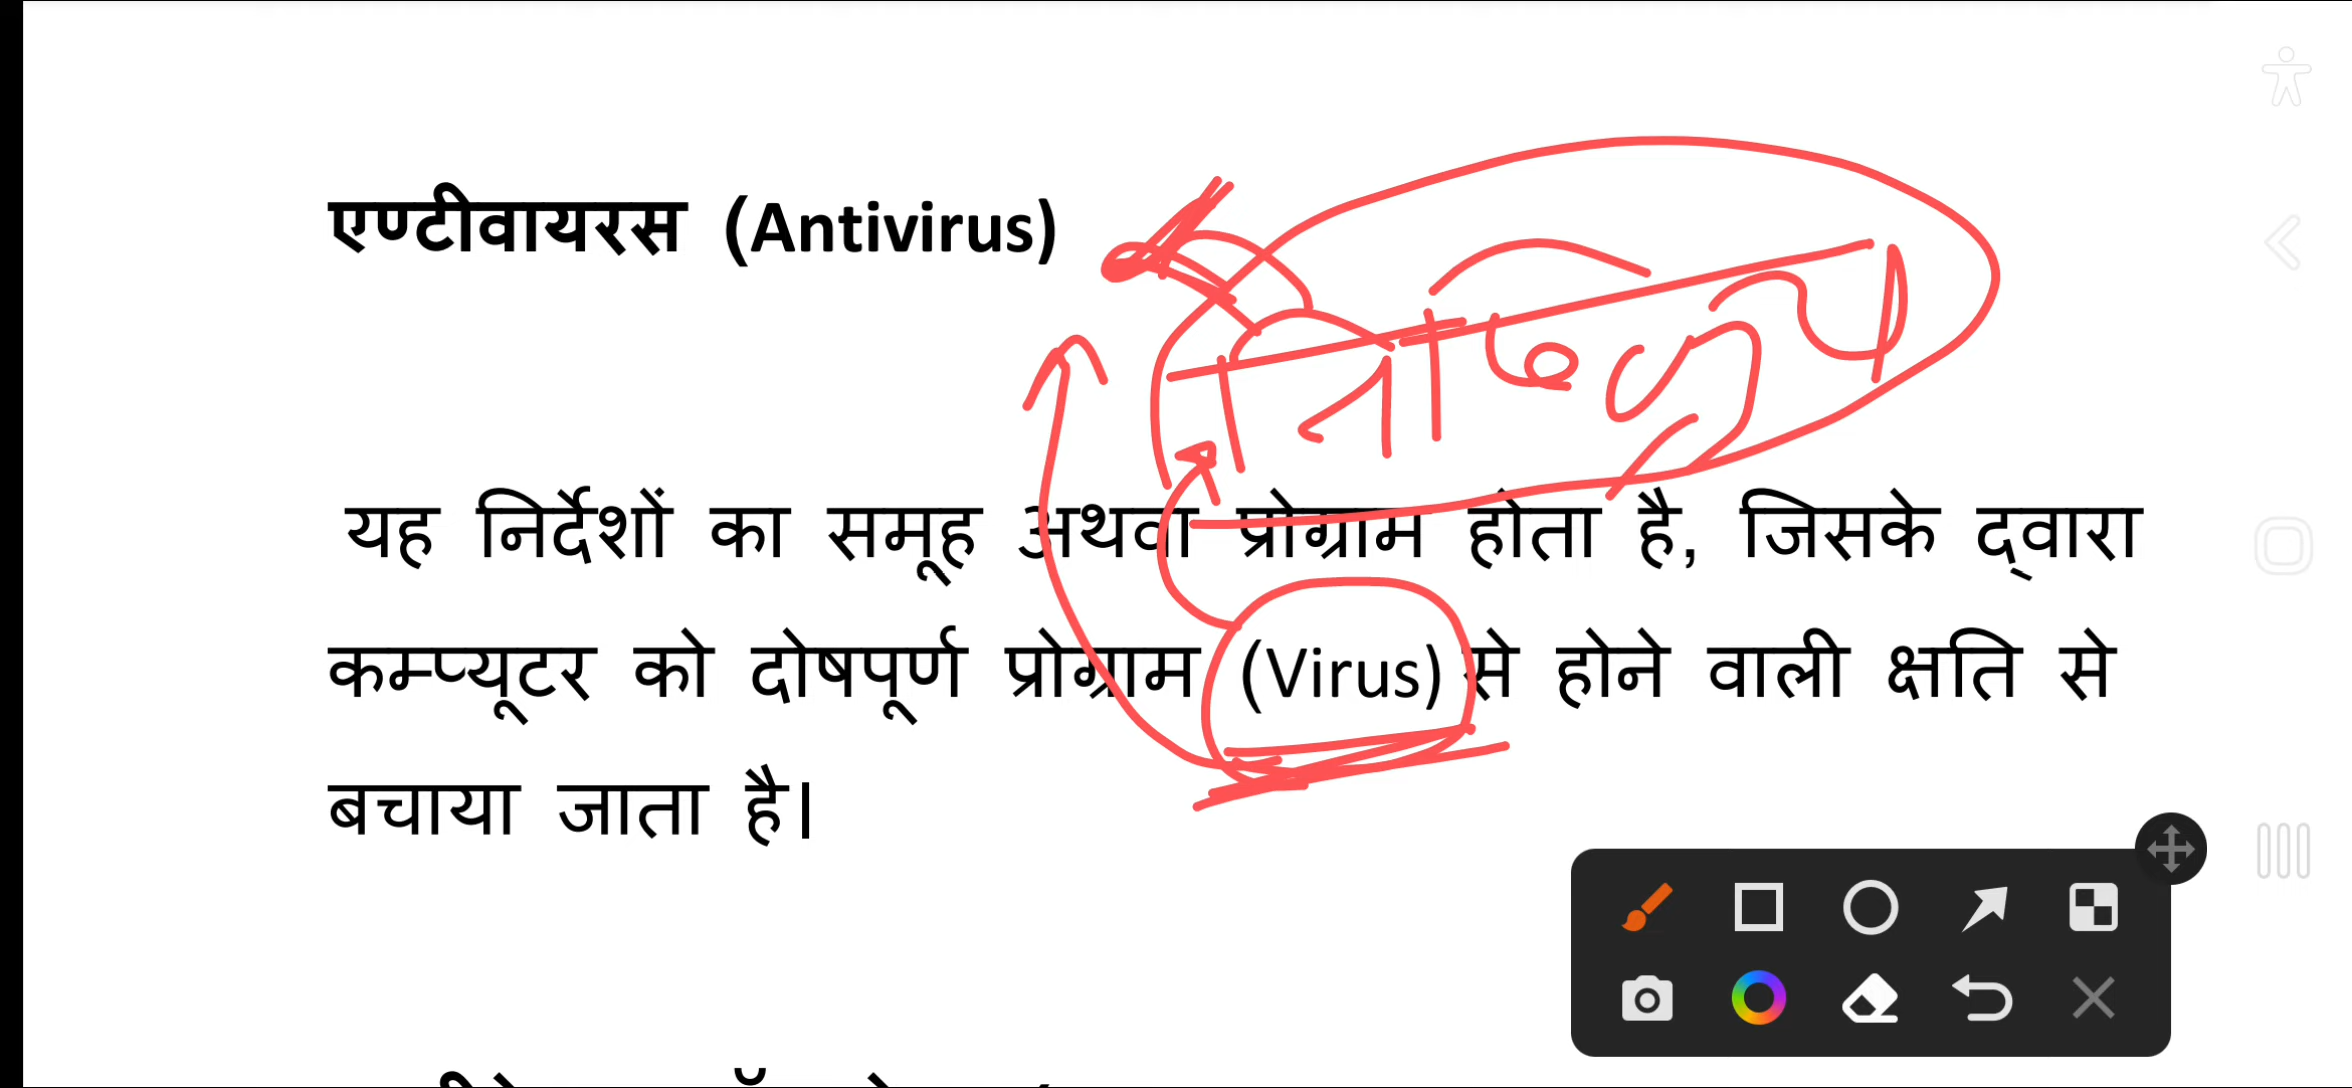 एण्टीवायरस (Antivirus)
यह निर्देशों का समूह अथवा प्रोग्राम होता है, जिसके द्वारा
कम्प्यूटर को दोषपूर्ण प्रोग्राम (Virus) से होने वाली क्षति से
बचाया जाता है।